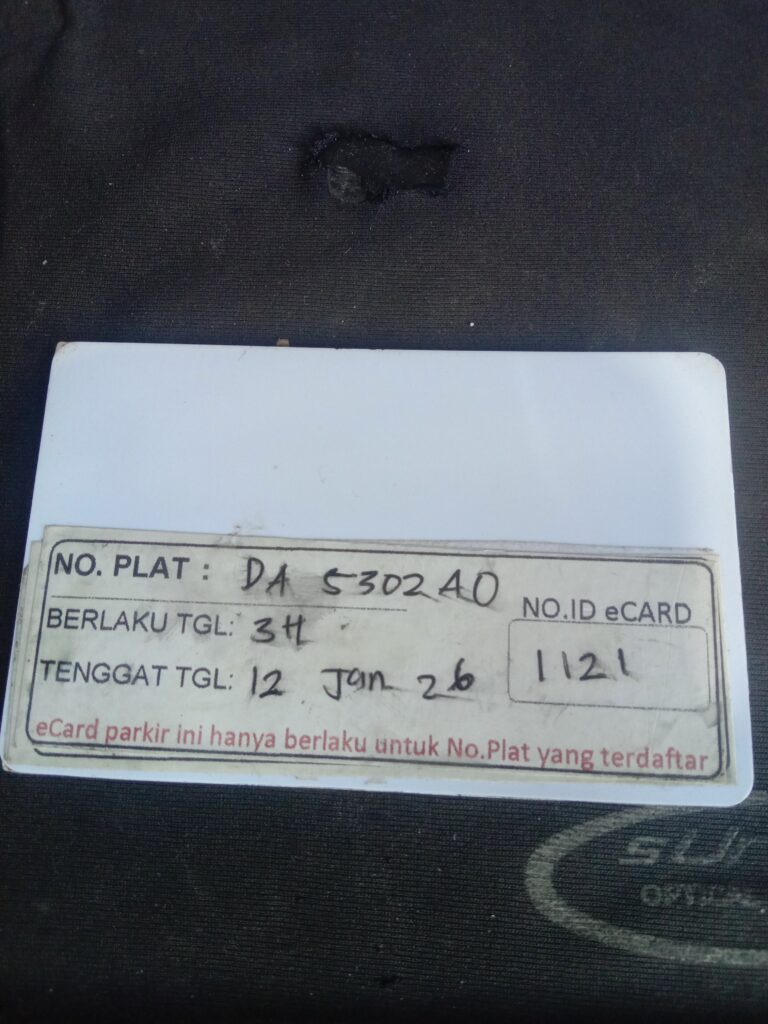 NO. PLAT : DA 5302 AO
BERLAKU TGL: 3H
NO.ID eCARD
1121
TENGGAT TGL: 12 Jan 26
eCard parkir ini hanya berlaku untuk No.Plat yang terdaftar